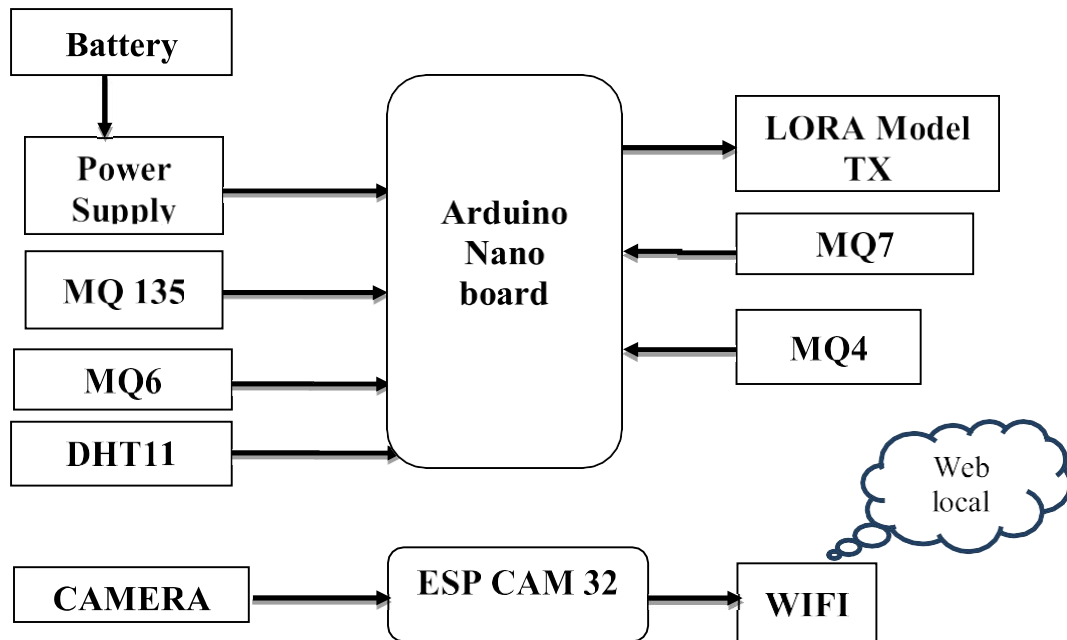 Battery
Power
Supply
MQ 135
MQ6
DHT11
Arduino
Nano
board
LORA Model
TX
MQ7
MQ4
Web
local
CAMERA
ESP CAM 32
WIFI